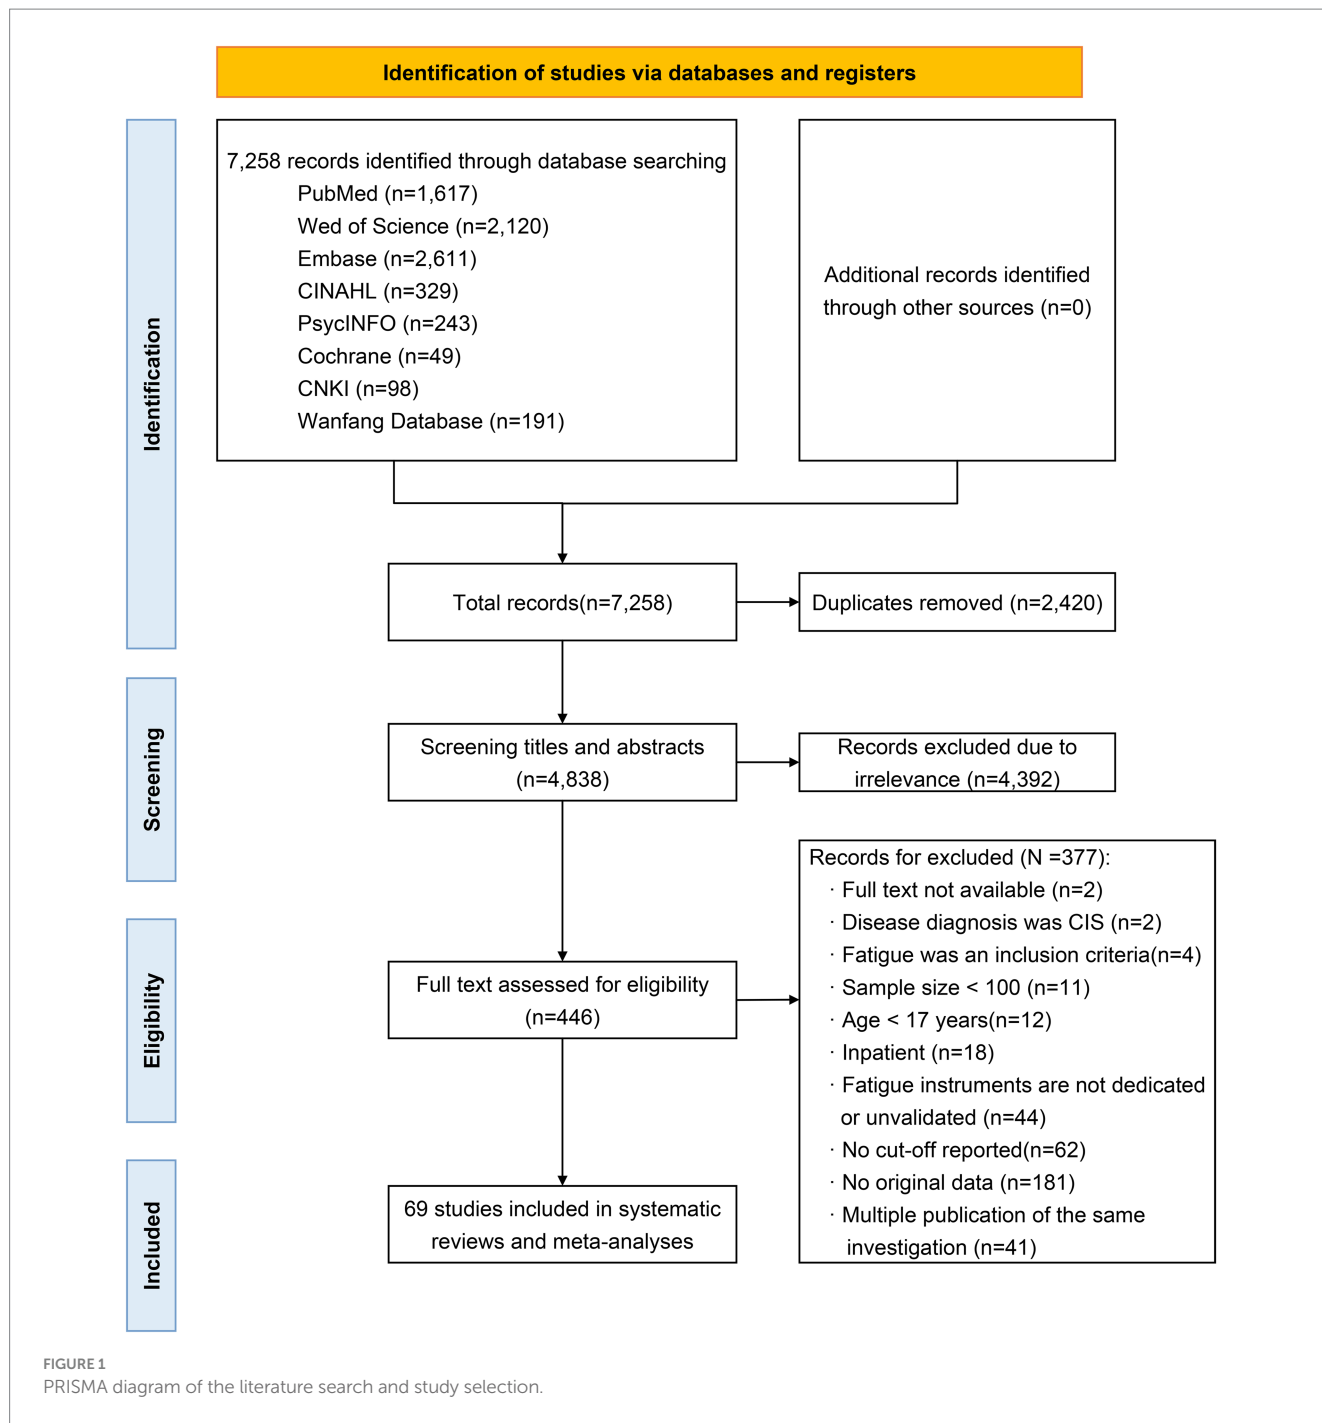 Identification of studies via databases and registers
Identification
7,258 records identified through database searching
PubMed (n=1,617)
Wed of Science (n=2,120)
Embase (n=2,611)
CINAHL (n=329)
PsycINFO (n=243)
Cochrane (n=49)
CNKI (n=98)
Wanfang Database (n=191)
Additional records identified
through other sources (n=0)
Total records(n=7,258)
Duplicates removed (n=2,420)
Screening
Screening titles and abstracts
(n=4,838)
Records excluded due to
irrelevance (n=4,392)
Eligibility
Full text assessed for eligibility
(n=446)
Records for excluded (N =377):
· Full text not available (n=2)
· Disease diagnosis was CIS (n=2)
· Fatigue was an inclusion criteria(n=4)
· Sample size < 100 (n=11)
· Age < 17 years(n=12)
· Inpatient (n=18)
· Fatigue instruments are not dedicated
or unvalidated (n=44)
· No cut-off reported(n=62)
· No original data (n=181)
· Multiple publication of the same
investigation (n=41)
Included
69 studies included in systematic
reviews and meta-analyses
FIGURE 1
PRISMA diagram of the literature search and study selection.